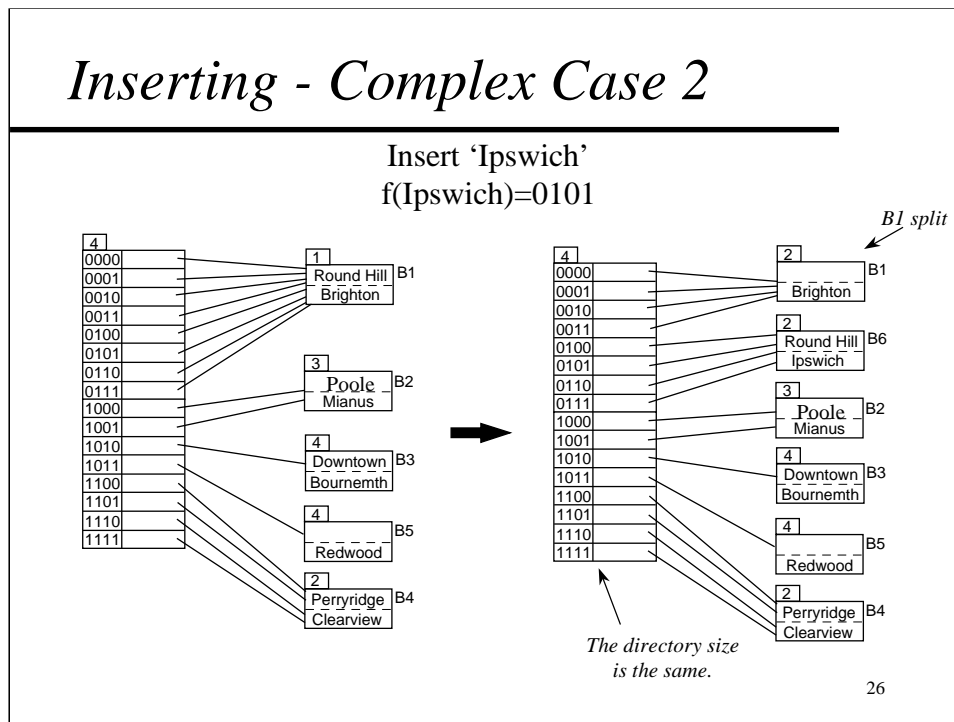 Inserting - Complex Case 2
Insert ‘Ipswich’
f(Ipswich)=0101
4
0000
0001
0010
0011
0100
0101
0110
0111
1000
1001
1010
1011
1100
1101
1110
1111
1
Round Hill
Brighton
B1
3
Poole
Mianus
B2
4
Downtown
Bournemth
B3
4
Redwood
B5
2
Perryridge
Clearview
B4
B1 split
4
0000
0001
0010
0011
0100
0101
0110
0111
1000
1001
1010
1011
1100
1101
1110
1111
2
Brighton
B1
2
Round Hill
Ipswich
B6
3
Poole
Mianus
B2
4
Downtown
Bournemth
B3
4
Redwood
B5
2
Perryridge
Clearview
B4
The directory size
is the same.
26